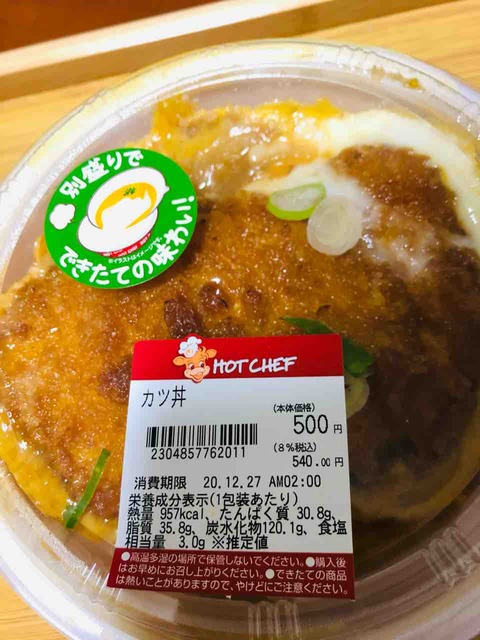 別盛りで
※イラストはイメージです。
できたての味わい!
HOT CHEF
カツ丼
(本体価格)
500円
2304857762011
(8%税込)
540.00円
消費期限 20.12.27 AM02:00
栄養成分表示(1包装あたり)
熱量 957kcal、たんぱく質 30.8g、
脂質 35.8g、炭水化物120.1g、食塩
相当量 3.0g ※推定値
●高温多湿の場所で保管しないでください。●購入後
はお早めにお召し上がりください。●できたての商品
は熱いことがありますので、やけどにご注意ください。